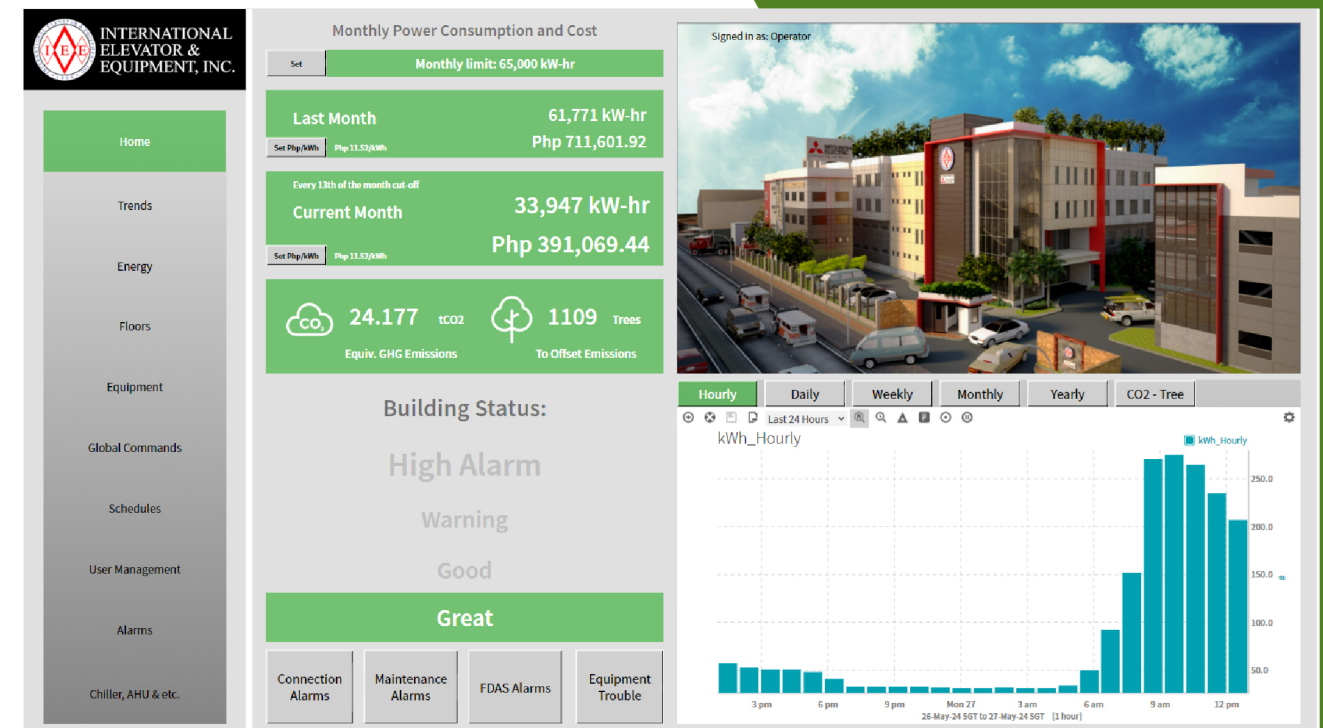 INTERNATIONAL
ELEVATOR &
EQUIPMENT, INC.
I E E
Home
Trends
Energy
Floors
Equipment
Global Commands
Schedules
User Management
Alarms
Chiller, AHU & etc.
Monthly Power Consumption and Cost
Set
Monthly limit: 65,000 kW-hr
Last Month
61,771 kW-hr
Set Php/kWh
Php 11.52/kWh
Php 711,601.92
Every 13th of the month cut-off
Current Month
33,947 kW-hr
Set Php/kWh
Php 11.52/kWh
Php 391,069.44
CO2
24.177 tCO2
1109 Trees
Equiv. GHG Emissions
To Offset Emissions
Building Status:
High Alarm
Warning
Good
Great
Connection
Alarms
Maintenance
Alarms
FDAS Alarms
Equipment
Trouble
Signed in as: Operator
MITSUBISHI
ELECTRIC
Hourly
Daily
Weekly
Monthly
Yearly
CO2 - Tree
Last 24 Hours
kWh_Hourly
kWh_Hourly
250.0
200.0
150.0
100.0
50.0
3 pm
6 pm
9 pm
Mon 27
3 am
6 am
9 am
12 pm
26-May-24 SGT to 27-May-24 SGT [1 hour]